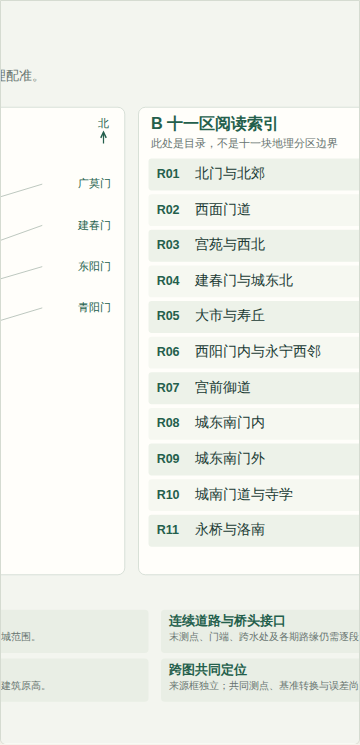 理配准。
北
广莫门
建春门
东阳门
青阳门
B 十一区阅读索引
此处是目录，不是十一块地理分区边界
R01 北门与北郊
R02 西面门道
R03 宫苑与西北
R04 建春门与城东北
R05 大市与寿丘
R06 西阳门内与永宁西邻
R07 宫前御道
R08 城东南门内
R09 城东南门外
R10 城南门道与寺学
R11 永桥与洛南
城范围。
连续道路与桥头接口
末测点、门端、跨水处及各期路缘仍需逐段
建筑原高。
跨图共同定位
来源框独立；共同测点、基准转换与误差尚